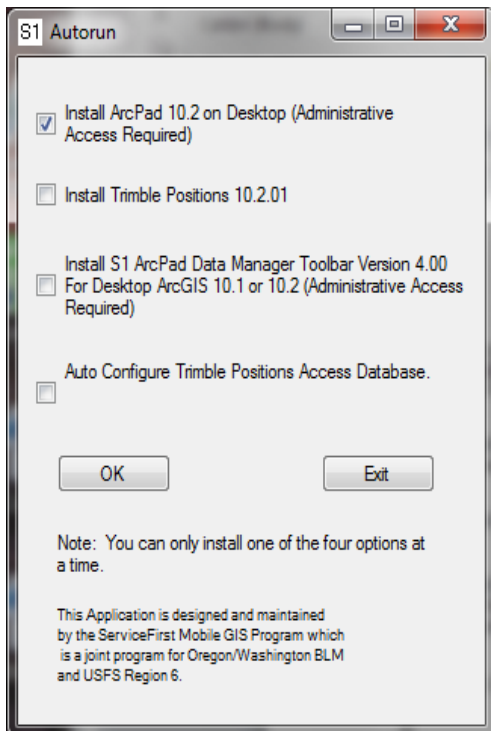 S1 Autorun
Install ArcPad 10.2 on Desktop (Administrative
Access Required)
Install Trimble Positions 10.2.01
Install S1 ArcPad Data Manager Toolbar Version 4.00
For Desktop ArcGIS 10.1 or 10.2 (Administrative Access
Required)
Auto Configure Trimble Positions Access Database.
OK
Exit
Note:  You can only install one of the four options at
a time.
This Application is designed and maintained
by the ServiceFirst Mobile GIS Program which
is a joint program for Oregon/Washington BLM
and USFS Region 6.